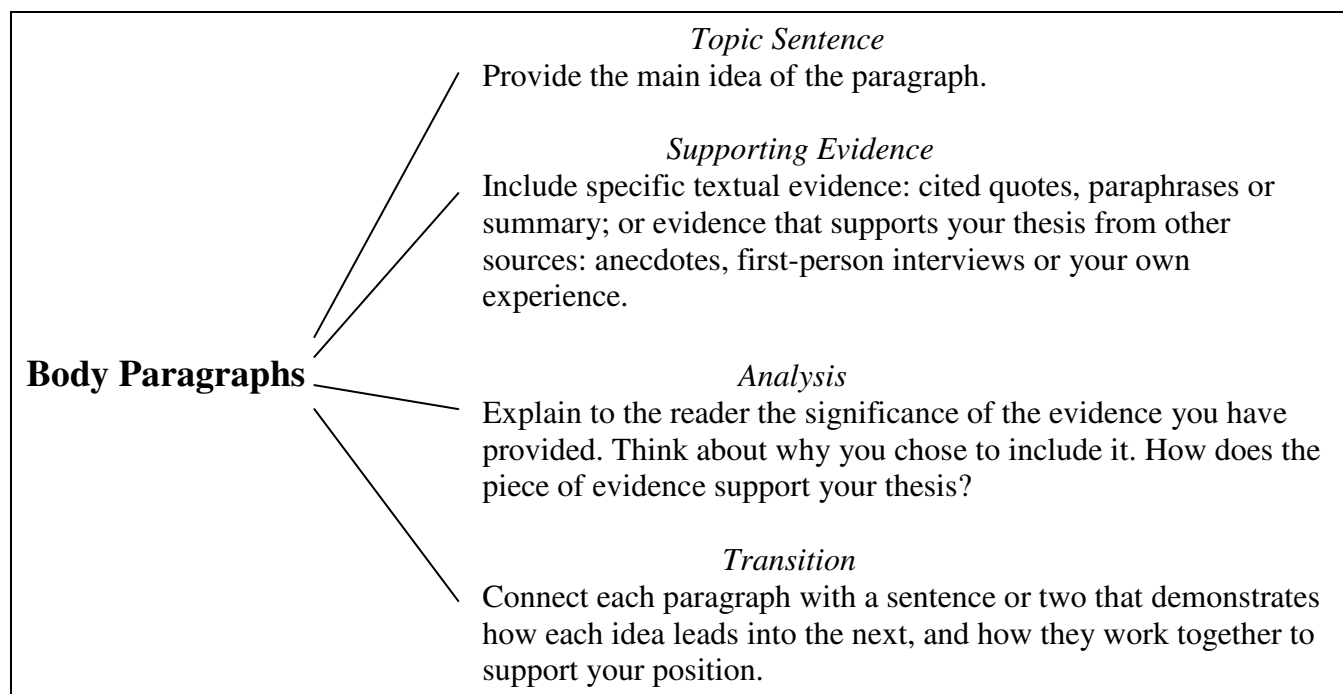 Topic Sentence
Provide the main idea of the paragraph.
Supporting Evidence
Include specific textual evidence: cited quotes, paraphrases or
summary; or evidence that supports your thesis from other
sources: anecdotes, first-person interviews or your own
experience.
Body Paragraphs
Analysis
Explain to the reader the significance of the evidence you have
provided. Think about why you chose to include it. How does the
piece of evidence support your thesis?
Transition
Connect each paragraph with a sentence or two that demonstrates
how each idea leads into the next, and how they work together to
support your position.